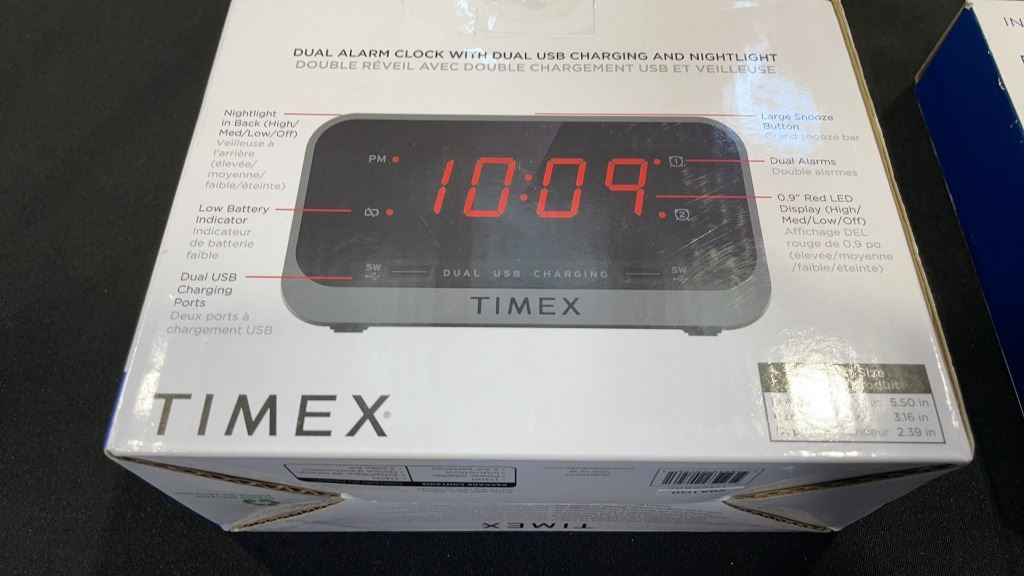 DUAL ALARM CLOCK WITH DUAL USB CHARGING AND NIGHTLIGHT
DOUBLE RÉVEIL AVEC DOUBLE CHARGEMENT USB ET VEILLEUSE
Nightlight
in Back (High/
Med/Low/Off)
Veilleuse à
l'arrière
(élevée/
moyenne/
faible/éteinte)
Low Battery
Indicator
Indicateur
de batterie
faible
Dual USB
Charging
Ports
Deux ports à
chargement USB
PM
10:09
1
2
5W
DUAL USB CHARGING
5W
TIMEX
Large Snooze
Button
Grand snooze bar
Dual Alarms
Double alarmes
0.9" Red LED
Display (High/
Med/Low/Off)
Affichage DEL
rouge de 0,9 po
(élevée/moyenne
/faible/éteinte)
TIMEX
Size
5.50 in
3.16 in
2.39 in
PACKAGE CONTAINS
TIMEX
IN